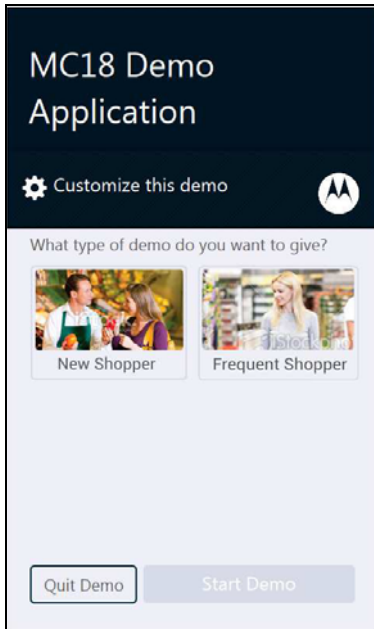 MC18 Demo
Application
Customize this demo
What type of demo do you want to give?
New Shopper
Frequent Shopper
Quit Demo
Start Demo